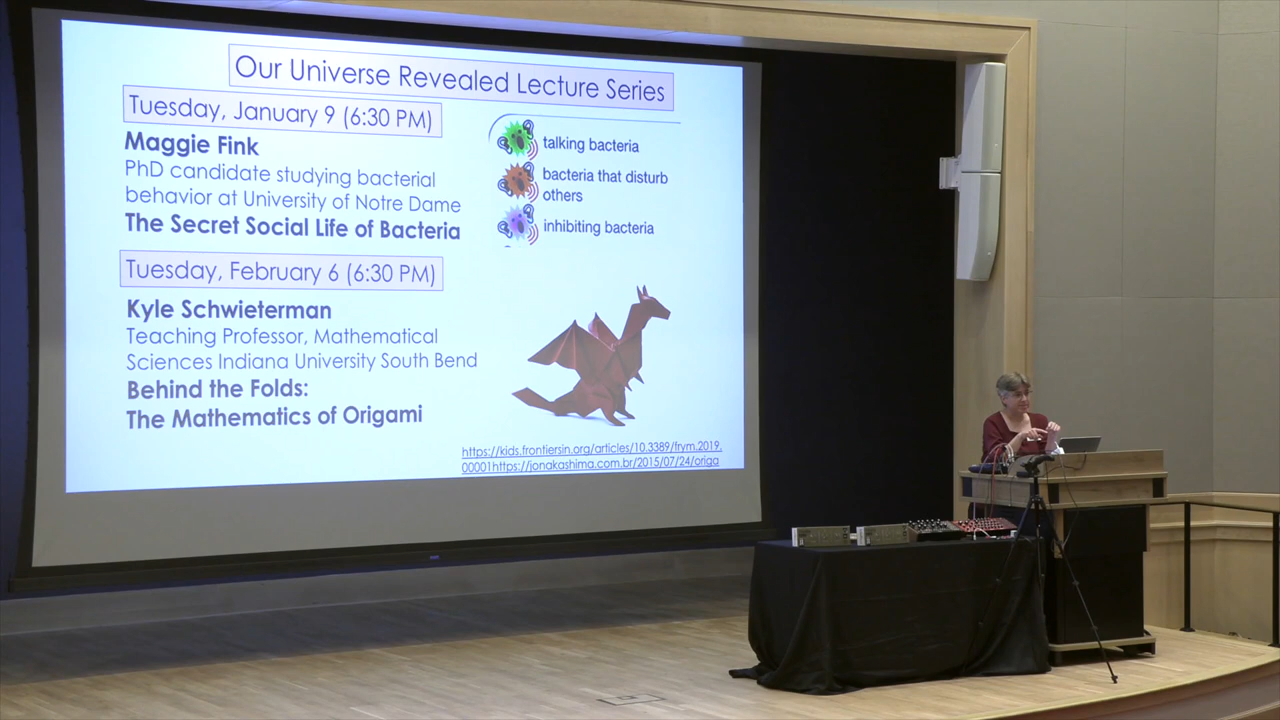 Our Universe Revealed Lecture Series
Tuesday, January 9 (6:30 PM)
Maggie Fink
PhD candidate studying bacterial
behavior at University of Notre Dame
The Secret Social Life of Bacteria
talking bacteria
bacteria that disturb
others
inhibiting bacteria
Tuesday, February 6 (6:30 PM)
Kyle Schwieterman
Teaching Professor, Mathematical
Sciences Indiana University South Bend
Behind the Folds:
The Mathematics of Origami
https://kids.frontiersin.org/articles/10.3389/frym.2019.
00001https://jonakashima.com.br/2015/07/24/origa